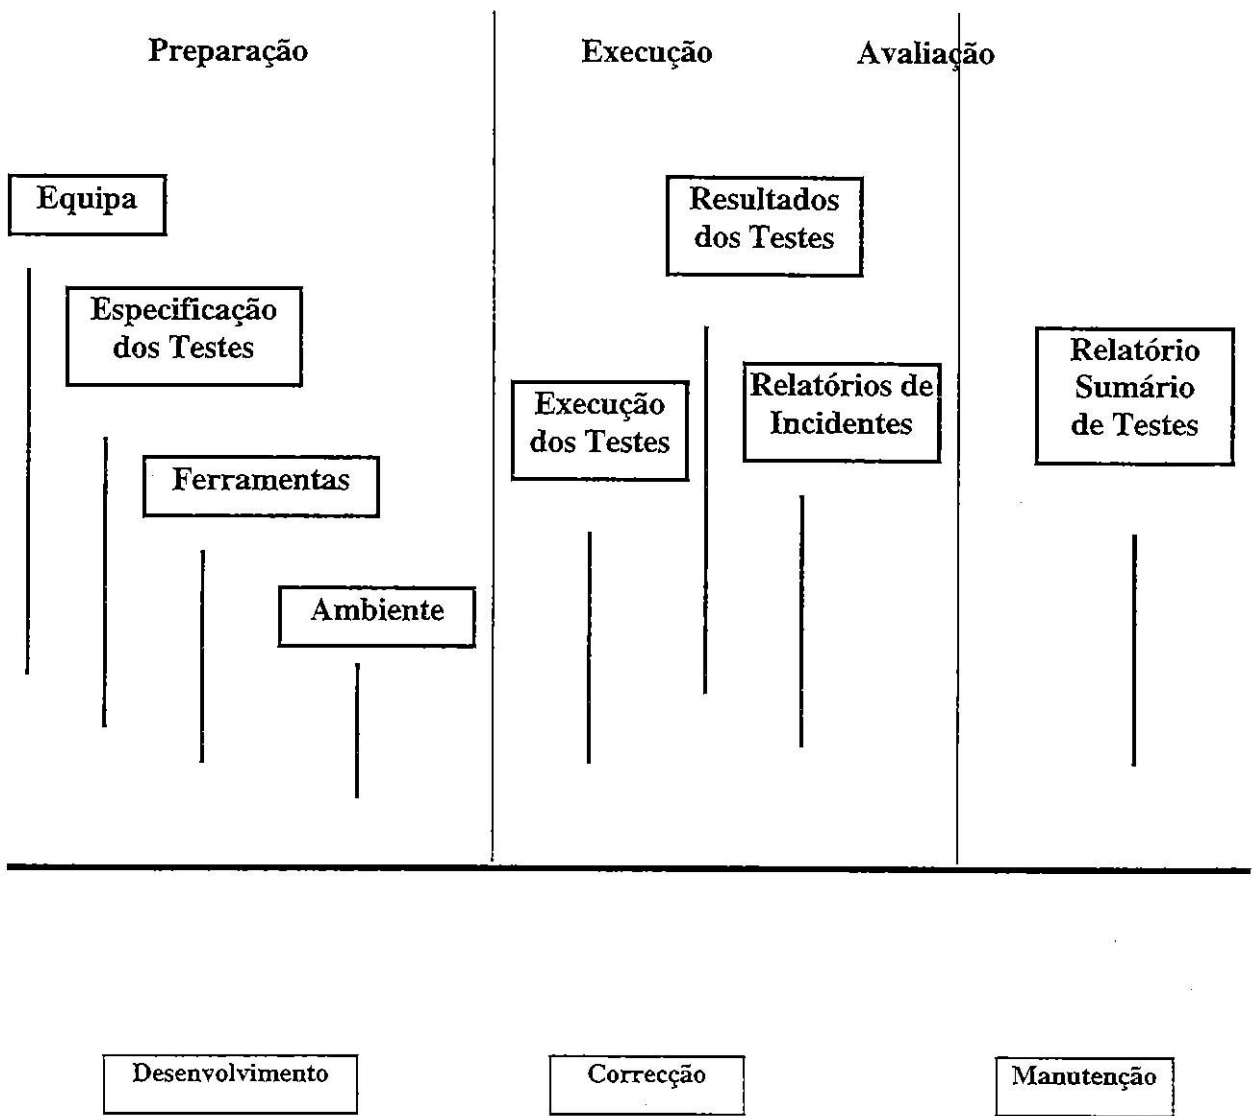 Preparação
Execução
Avaliação
Equipa
Especificação
dos Testes
Ferramentas
Ambiente
Resultados
dos Testes
Execução
dos Testes
Relatórios de
Incidentes
Relatório
Sumário
de Testes
Desenvolvimento
Correcção
Manutenção